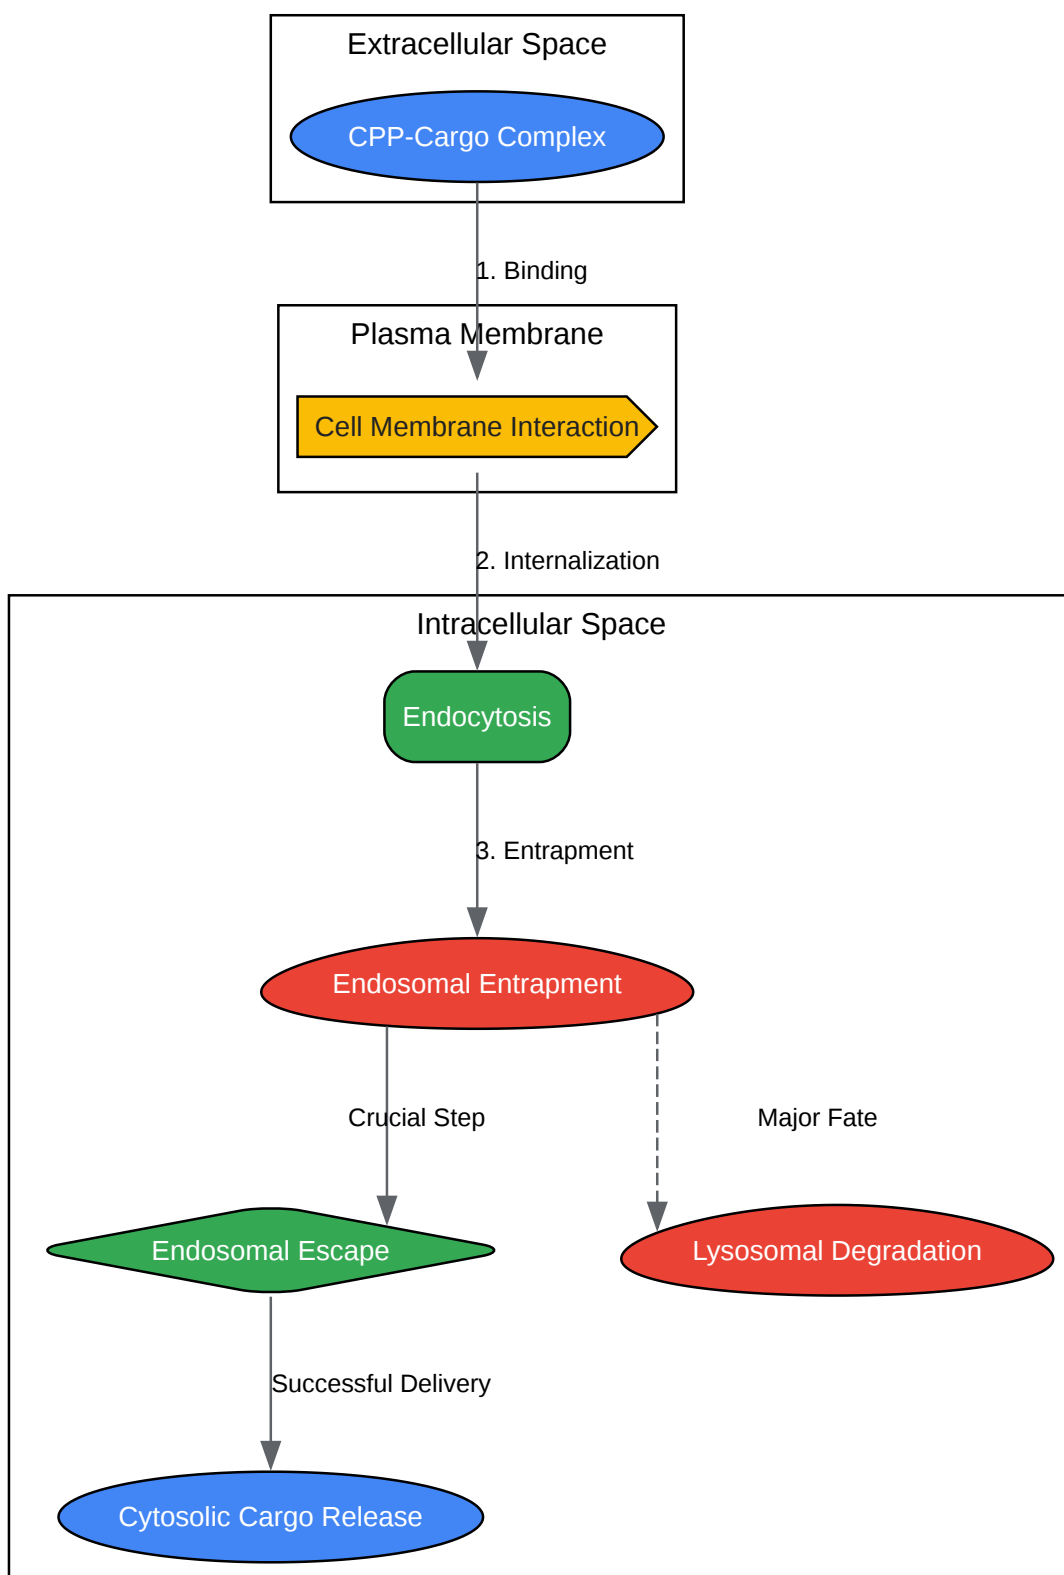 Extracellular Space
CPP-Cargo Complex
1. Binding
Plasma Membrane
Cell Membrane Interaction
2. Internalization
Intracellular Space
Endocytosis
3. Entrapment
Endosomal Entrapment
Crucial Step
Major Fate
Endosomal Escape
Lysosomal Degradation
Successful Delivery
Cytosolic Cargo Release